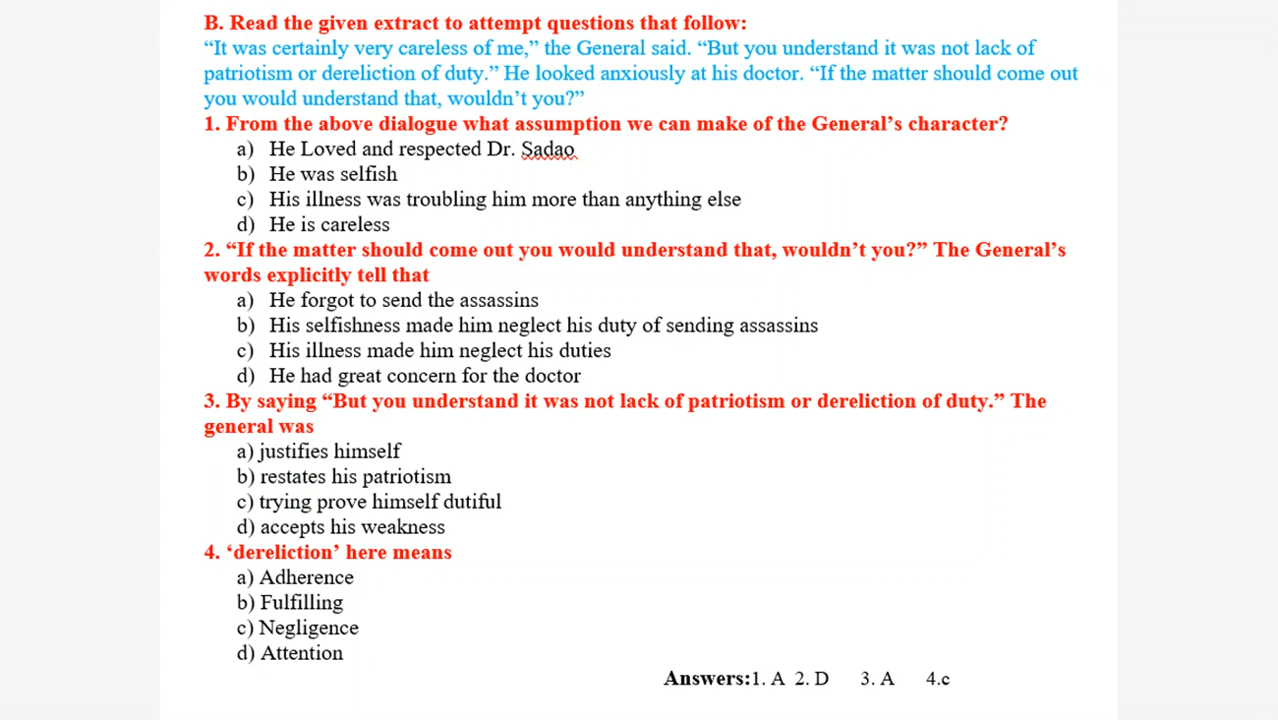 B. Read the given extract to attempt questions that follow:
“It was certainly very careless of me,” the General said. “But you understand it was not lack of
patriotism or dereliction of duty.” He looked anxiously at his doctor. “If the matter should come out
you would understand that, wouldn’t you?”
1. From the above dialogue what assumption we can make of the General’s character?
a) He Loved and respected Dr. Sadao
b) He was selfish
c) His illness was troubling him more than anything else
d) He is careless
2. “If the matter should come out you would understand that, wouldn’t you?” The General’s
words explicitly tell that
a) He forgot to send the assassins
b) His selfishness made him neglect his duty of sending assassins
c) His illness made him neglect his duties
d) He had great concern for the doctor
3. By saying “But you understand it was not lack of patriotism or dereliction of duty.” The
general was
a) justifies himself
b) restates his patriotism
c) trying prove himself dutiful
d) accepts his weakness
4. ‘dereliction’ here means
a) Adherence
b) Fulfilling
c) Negligence
d) Attention
Answers:1. A 2. D 3. A 4.c